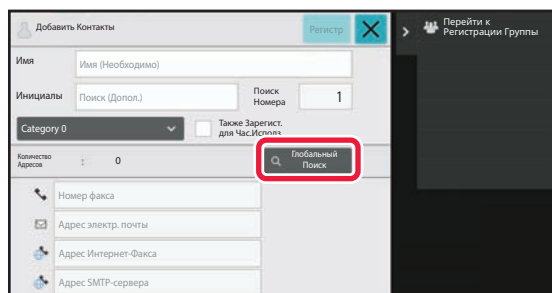 Добавить Контакты
Регистр
Перейти к
Регистрации Группы
Имя
Имя (Необходимо)
Инициалы
Поиск (Допол.)
Поиск
Номера
1
Category 0
Также Зарегист.
для Час.Использ.
Количество
Адресов
:
0
Глобальный
Поиск
Номер факса
Адрес электр. почты
Адрес Интернет-Факса
Адрес SMTP-сервера